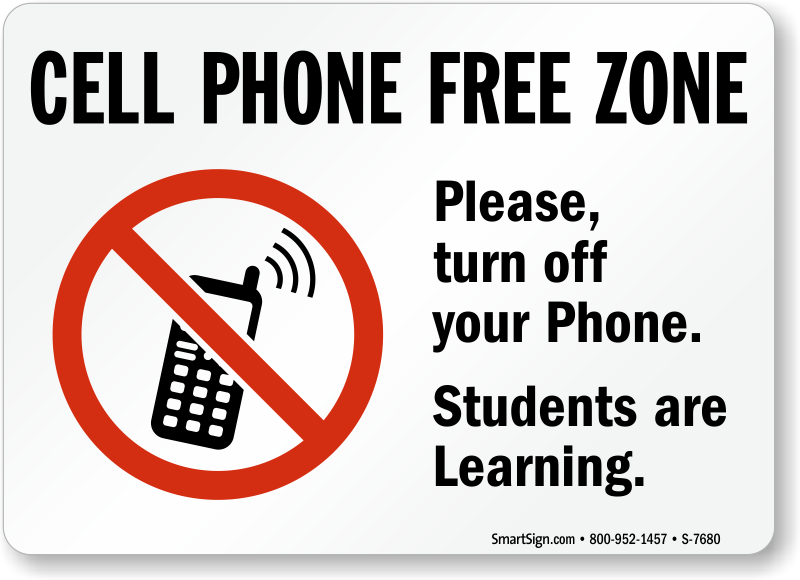 CELL PHONE FREE ZONE
Please,
turn off
your Phone.
Students are
Learning.
SmartSign.com • 800-952-1457 • S-7680